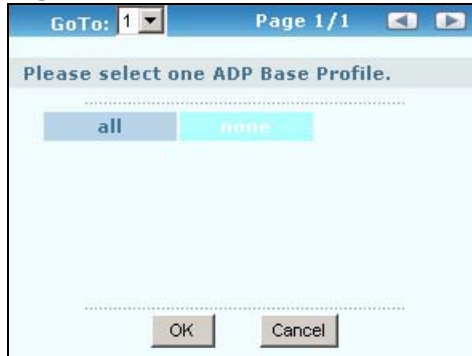 GoTo: 1 Page 1/1
Please select one ADP Base Profile.
all none
OK Cancel